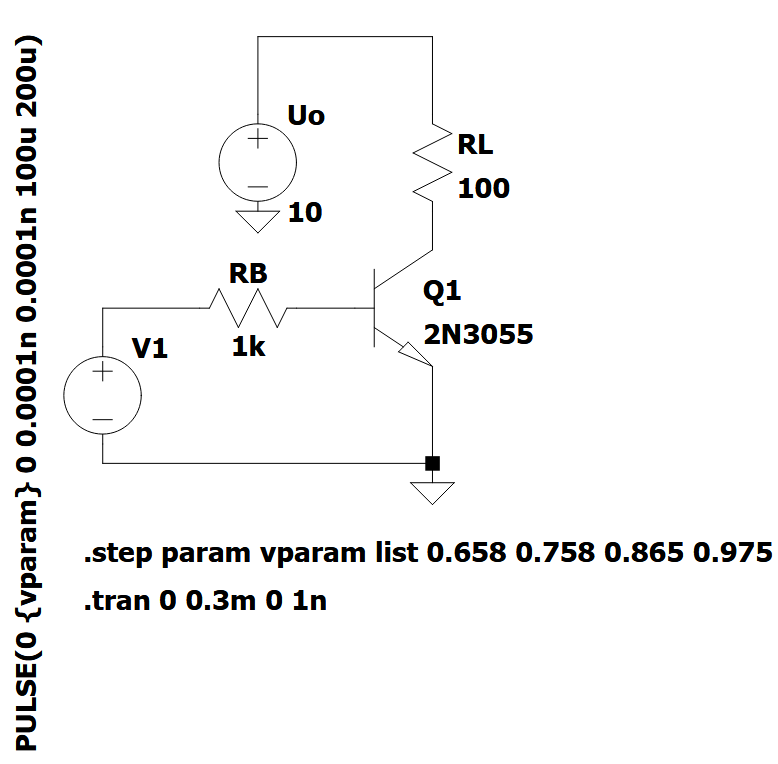 PULSE(0 {vparam} 0 0.0001n 0.0001n 100u 200u)
Uo
10
RL
100
RB
1k
Q1
2N3055
V1
.step param vparam list 0.658 0.758 0.865 0.975
.tran 0 0.3m 0 1n